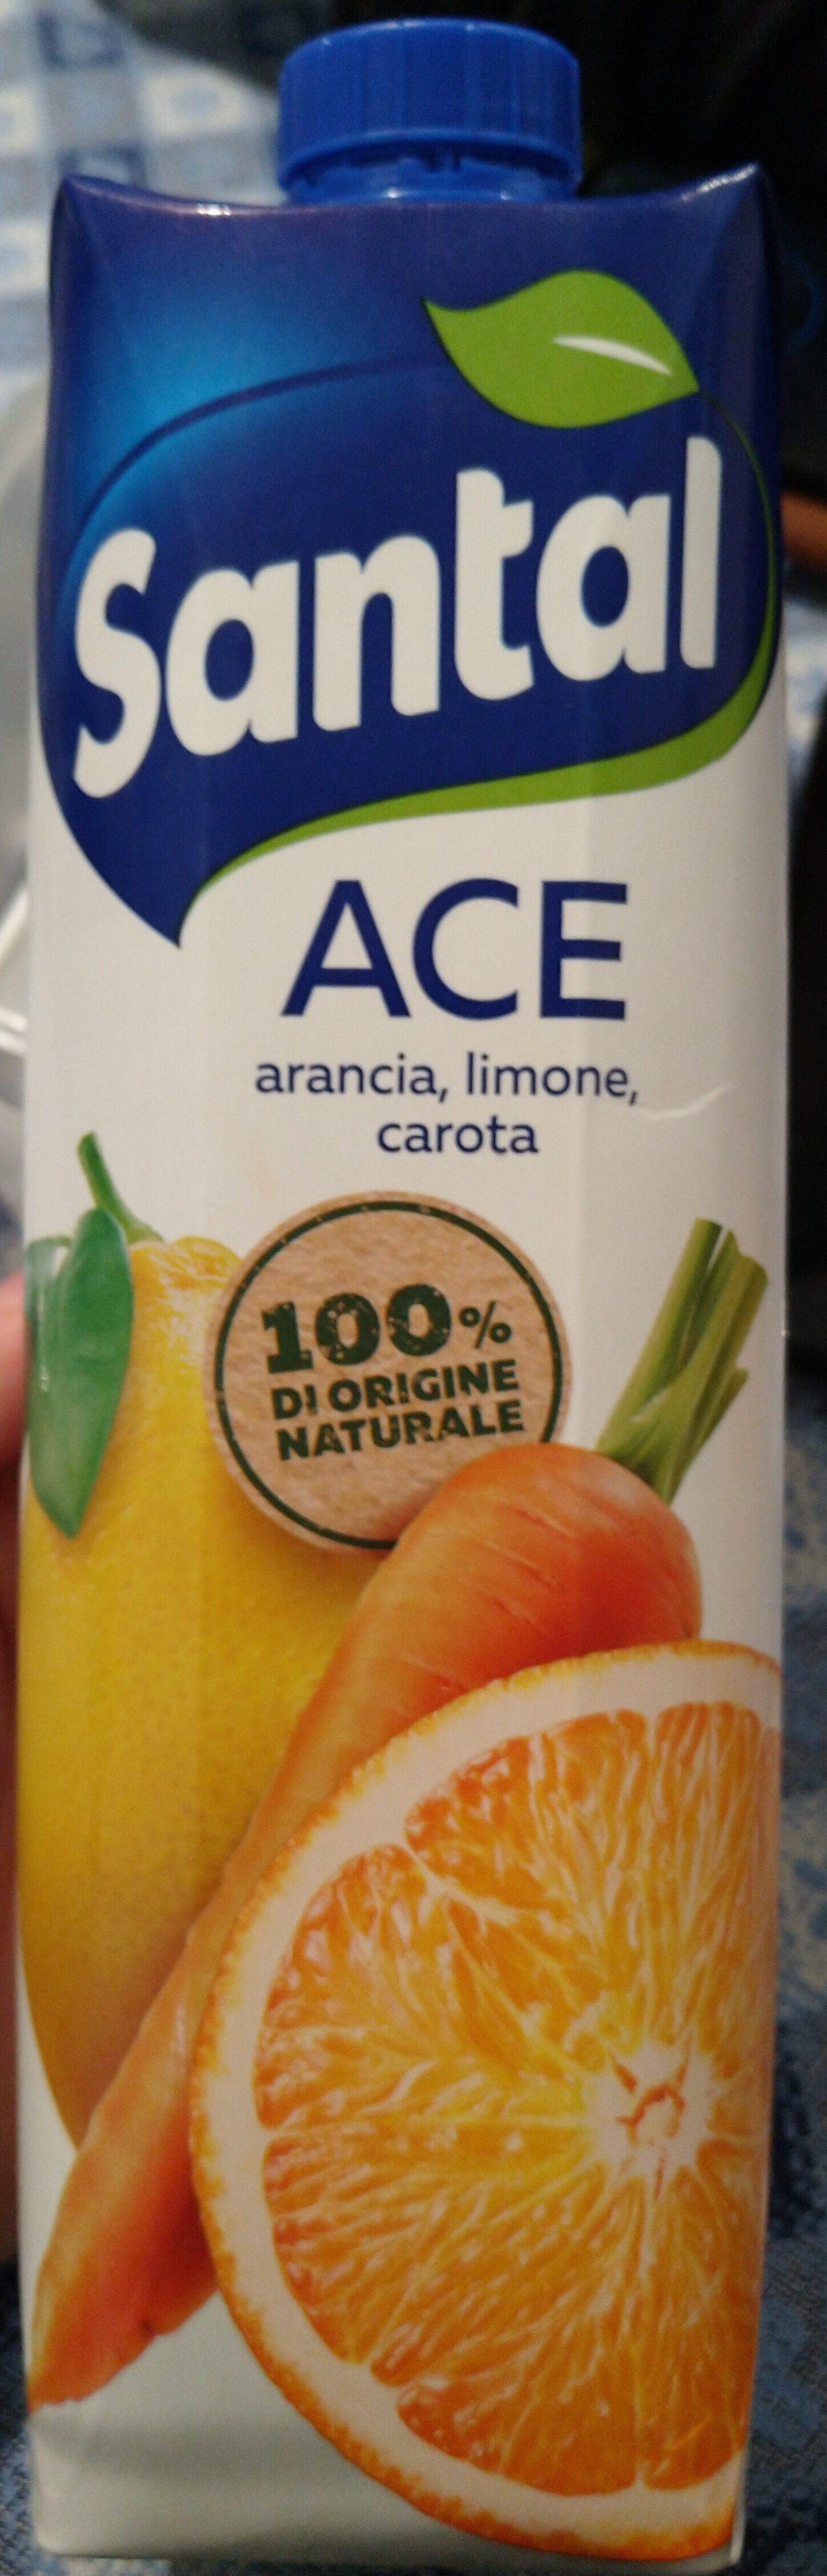 Santal
ACE
arancia, limone,
carota
100%
DI ORIGINE
NATURALE